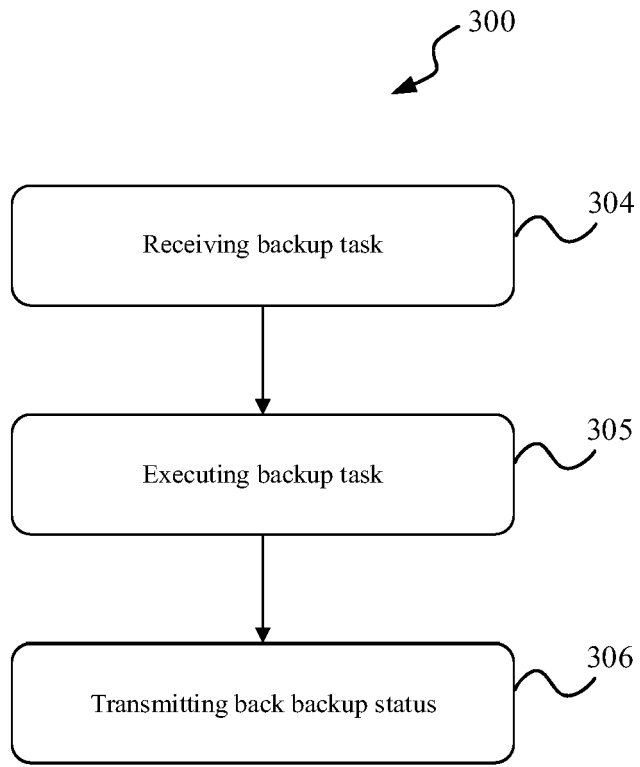 300
304
Receiving backup task
305
Executing backup task
306
Transmitting back backup status